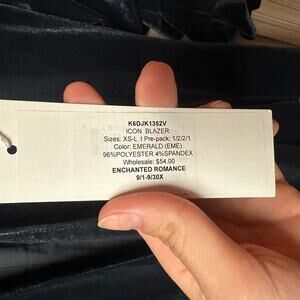 K6DJK1352V
ICON BLAZER
Sizes: XS-L | Pre-pack: 1/2/2/1
Color: EMERALD (EME)
96%POLYESTER 4%SPANDEX
Wholesale: $54.00
ENCHANTED ROMANCE
9/1-9/30X